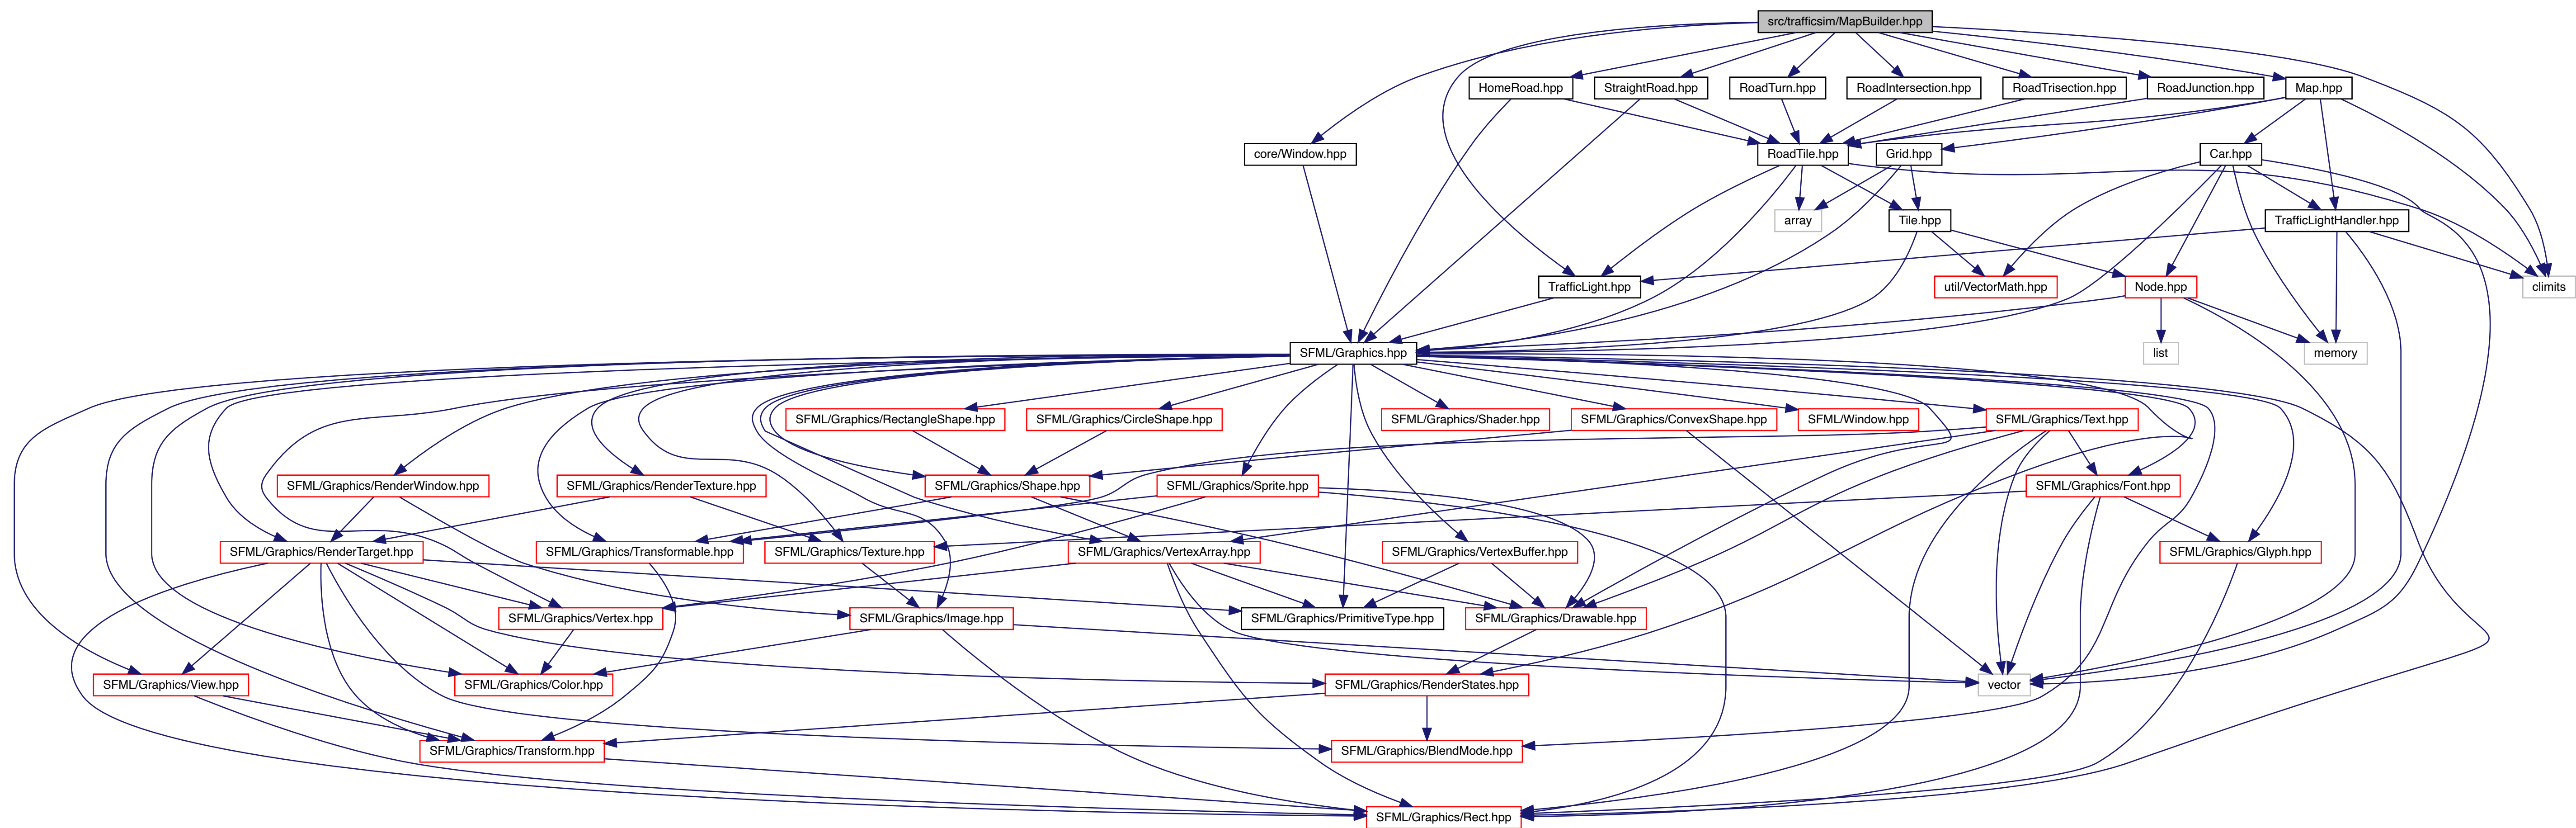 src/trafficsim/MapBuilder.hpp
HomeRoad.hpp
StraightRoad.hpp
RoadTurn.hpp
RoadIntersection.hpp
RoadTrisection.hpp
RoadJunction.hpp
Map.hpp
core/Window.hpp
RoadTile.hpp
Grid.hpp
Car.hpp
array
Tile.hpp
TrafficLightHandler.hpp
TrafficLight.hpp
util/VectorMath.hpp
Node.hpp
climits
SFML/Graphics.hpp
list
memory
SFML/Graphics/RectangleShape.hpp
SFML/Graphics/CircleShape.hpp
SFML/Graphics/Shader.hpp
SFML/Graphics/ConvexShape.hpp
SFML/Window.hpp
SFML/Graphics/Text.hpp
SFML/Graphics/RenderWindow.hpp
SFML/Graphics/RenderTexture.hpp
SFML/Graphics/Shape.hpp
SFML/Graphics/Sprite.hpp
SFML/Graphics/Font.hpp
SFML/Graphics/RenderTarget.hpp
SFML/Graphics/Transformable.hpp
SFML/Graphics/Texture.hpp
SFML/Graphics/VertexArray.hpp
SFML/Graphics/VertexBuffer.hpp
SFML/Graphics/Glyph.hpp
SFML/Graphics/Vertex.hpp
SFML/Graphics/Image.hpp
SFML/Graphics/PrimitiveType.hpp
SFML/Graphics/Drawable.hpp
SFML/Graphics/View.hpp
SFML/Graphics/Color.hpp
SFML/Graphics/RenderStates.hpp
vector
SFML/Graphics/Transform.hpp
SFML/Graphics/BlendMode.hpp
SFML/Graphics/Rect.hpp